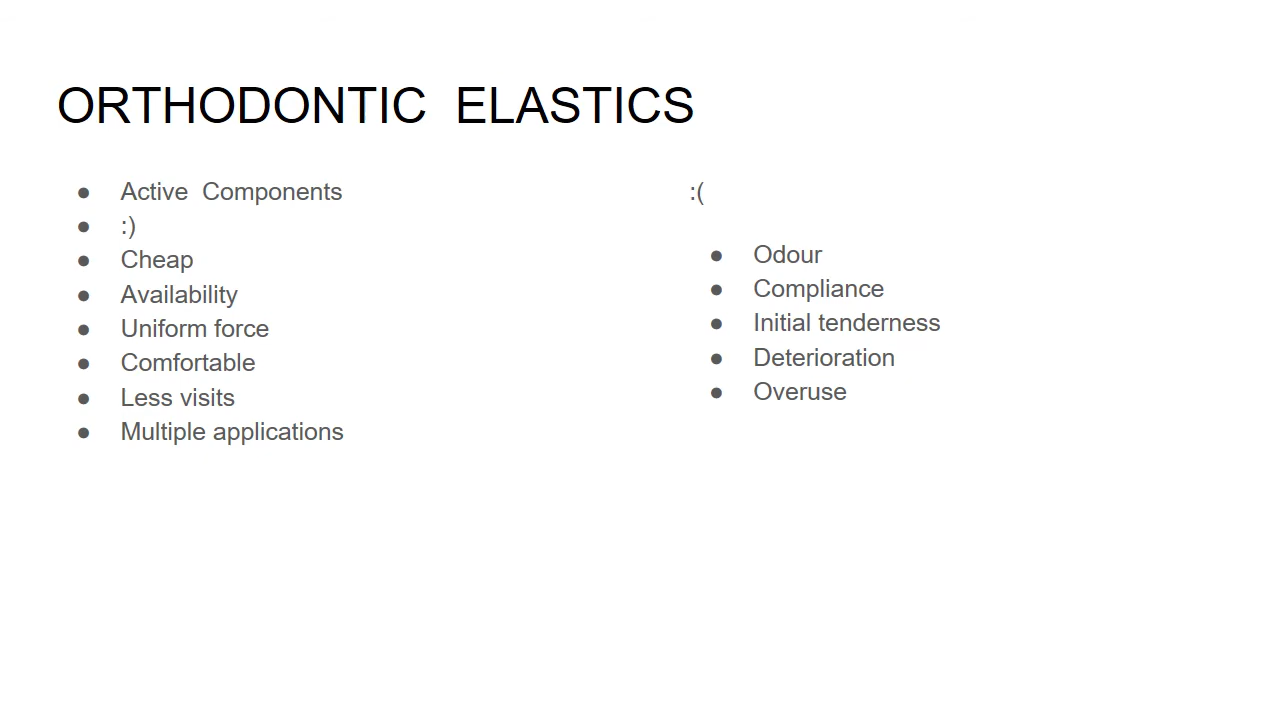 ORTHODONTIC  ELASTICS
● Active  Components
● :)
● Cheap
● Availability
● Uniform force
● Comfortable
● Less visits
● Multiple applications
:(
● Odour
● Compliance
● Initial tenderness
● Deterioration
● Overuse